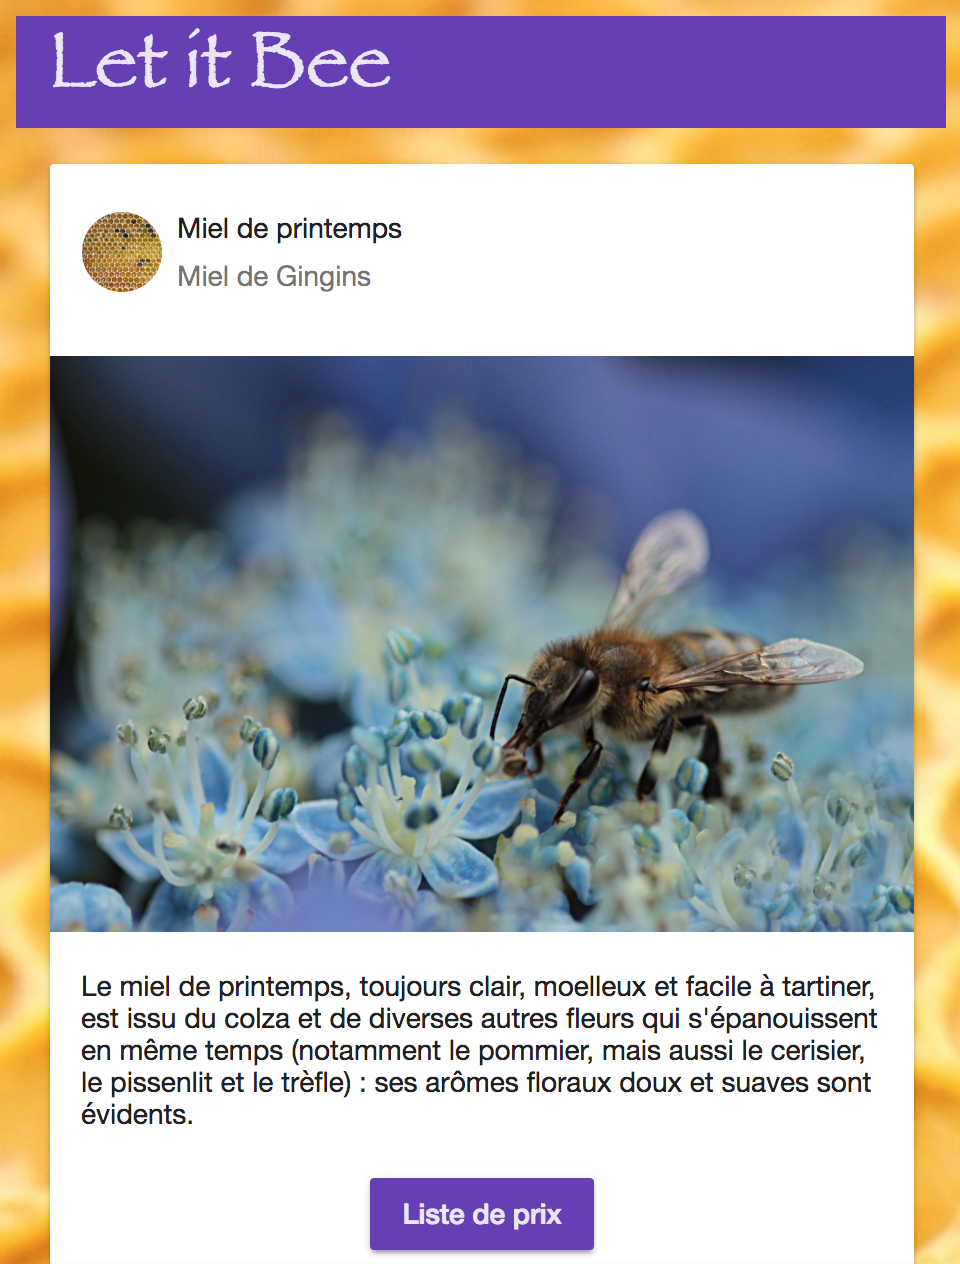 Let it Bee
Miel de printemps
Miel de Gingins
Le miel de printemps, toujours clair, moelleux et facile à tartiner,
est issu du colza et de diverses autres fleurs qui s'épanouissent
en même temps (notamment le pommier, mais aussi le cerisier,
le pissenlit et le trèfle) : ses arômes floraux doux et suaves sont
évidents.
Liste de prix